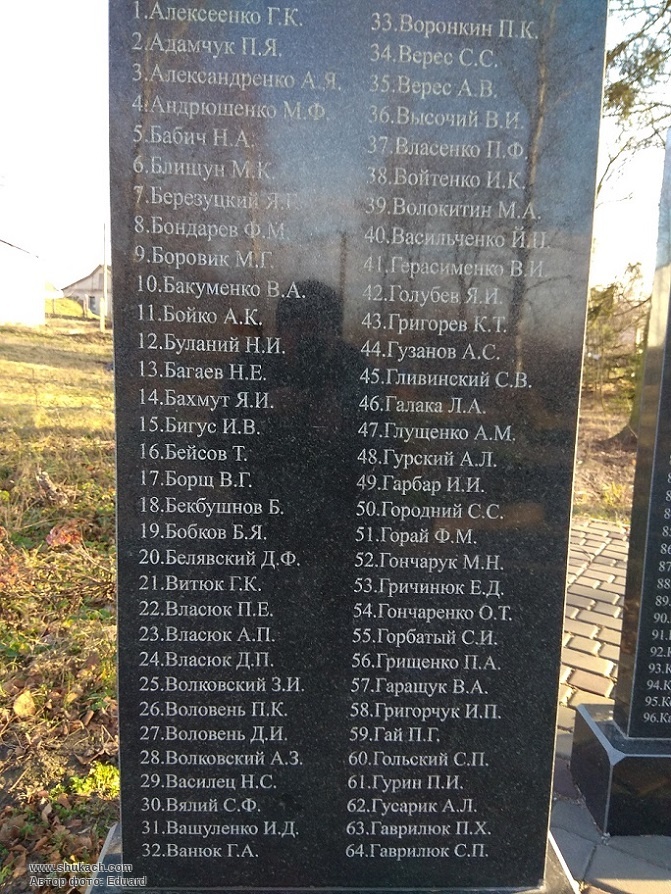 1.Алексеенко Г.К.
2.Адамчук П.Я.
3.Александренко А.Я.
4.Андрюшенко М.Ф.
5.Бабич Н.А.
6.Блищун М.К.
7.Березуцкий Я.Г.
8.Бондарев Ф.М.
9.Боровик М.Г.
10.Бакуменко В.А.
11.Бойко А.К.
12.Буланий Н.И.
13.Багаев Н.Е.
14.Бахмут Я.И.
15.Бигус И.В.
16.Бейсов Т.
17.Борщ В.Г.
18.Бекбушнов Б.
19.Бобков Б.Я.
20.Белявский Д.Ф.
21.Витюк Г.К.
22.Власюк П.Е.
23.Власюк А.П.
24.Власюк Д.П.
25.Волковский З.И.
26.Воловень П.К.
27.Воловень Д.И.
28.Волковский А.З.
29.Василец Н.С.
30.Вялий С.Ф.
31.Вашуленко И.Д.
32.Ванюк Г.А.
33.Воронкин П.К.
34.Верес С.С.
35.Верес А.В.
36.Высочий В.И.
37.Власенко П.Ф.
38.Войтенко И.К.
39.Волокитин М.А.
40.Васильченко Й.П.
41.Герасименко В.И.
42.Голубев Я.И.
43.Григорев К.Т.
44.Гузанов А.С.
45.Гливинский С.В.
46.Галака Л.А.
47.Глущенко А.М.
48.Гурский А.Л.
49.Гарбар И.И.
50.Городний С.С.
51.Горай Ф.М.
52.Гончарук М.Н.
53.Гричинюк Е.Д.
54.Гончаренко О.Т.
55.Горбатый С.И.
56.Грищенко П.А.
57.Гаращук В.А.
58.Григорчук И.П.
59.Гай П.Г.
60.Гольский С.П.
61.Гурин П.И.
62.Гусарик А.Л.
63.Гаврилюк П.Х.
64.Гаврилюк С.П.
www.shukach.com
Автор фото: Eduard